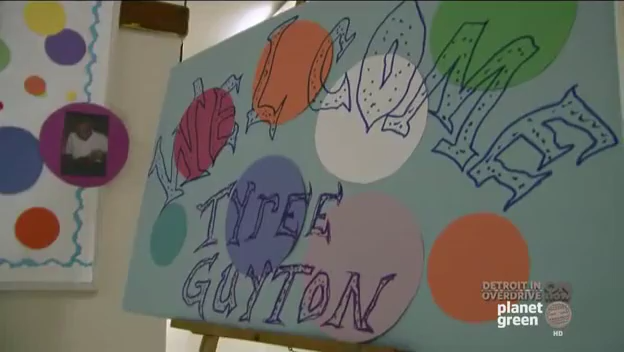 WELCOME
TYREE
GUYTON
DETROIT IN
OVERDRIVE
planet
green
HD